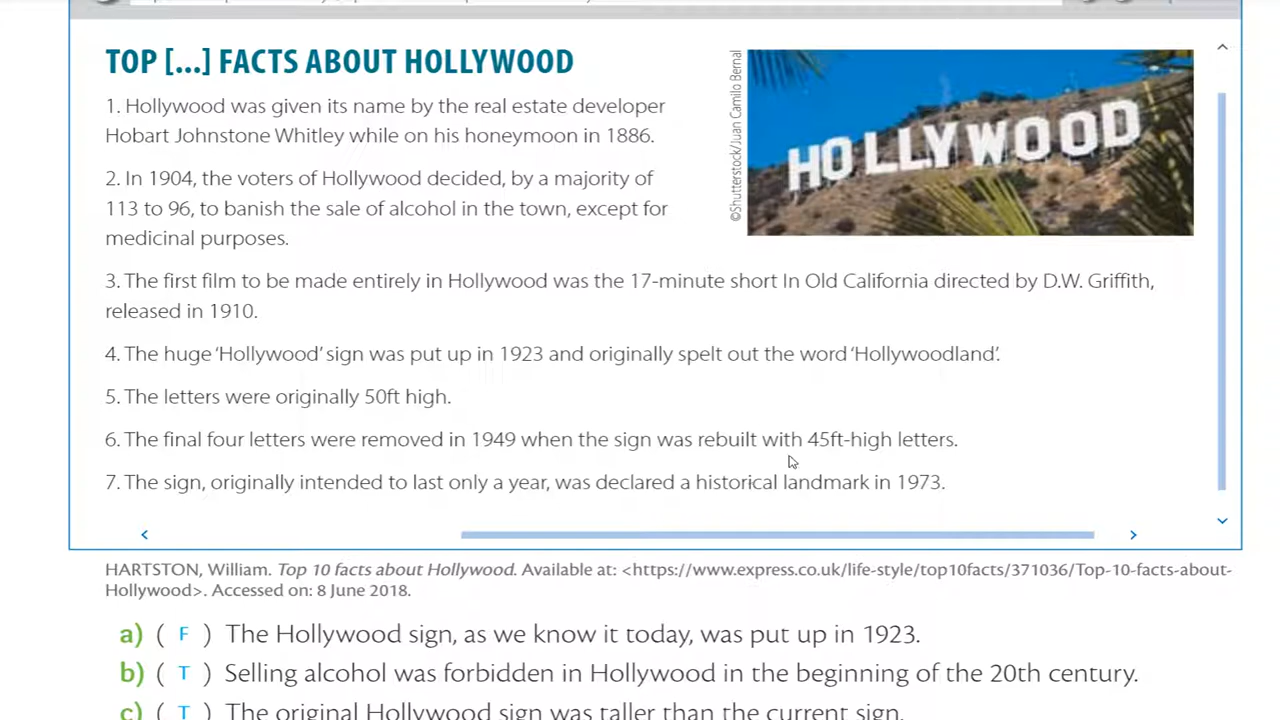 TOP [...] FACTS ABOUT HOLLYWOOD
©Shutterstock/Juan Camilo Bernal
HOLLYWOOD
1. Hollywood was given its name by the real estate developer
Hobart Johnstone Whitley while on his honeymoon in 1886.
2. In 1904, the voters of Hollywood decided, by a majority of
113 to 96, to banish the sale of alcohol in the town, except for
medicinal purposes.
3. The first film to be made entirely in Hollywood was the 17-minute short In Old California directed by D.W. Griffith,
released in 1910.
4. The huge ‘Hollywood’ sign was put up in 1923 and originally spelt out the word ‘Hollywoodland’.
5. The letters were originally 50ft high.
6. The final four letters were removed in 1949 when the sign was rebuilt with 45ft-high letters.
7. The sign, originally intended to last only a year, was declared a historical landmark in 1973.
HARTSTON, William. Top 10 facts about Hollywood. Available at: <https://www.express.co.uk/life-style/top10facts/371036/Top-10-facts-about-
Hollywood>. Accessed on: 8 June 2018.
a) ( F ) The Hollywood sign, as we know it today, was put up in 1923.
b) ( T ) Selling alcohol was forbidden in Hollywood in the beginning of the 20th century.
c) ( T ) The original Hollywood sign was taller than the current sign.